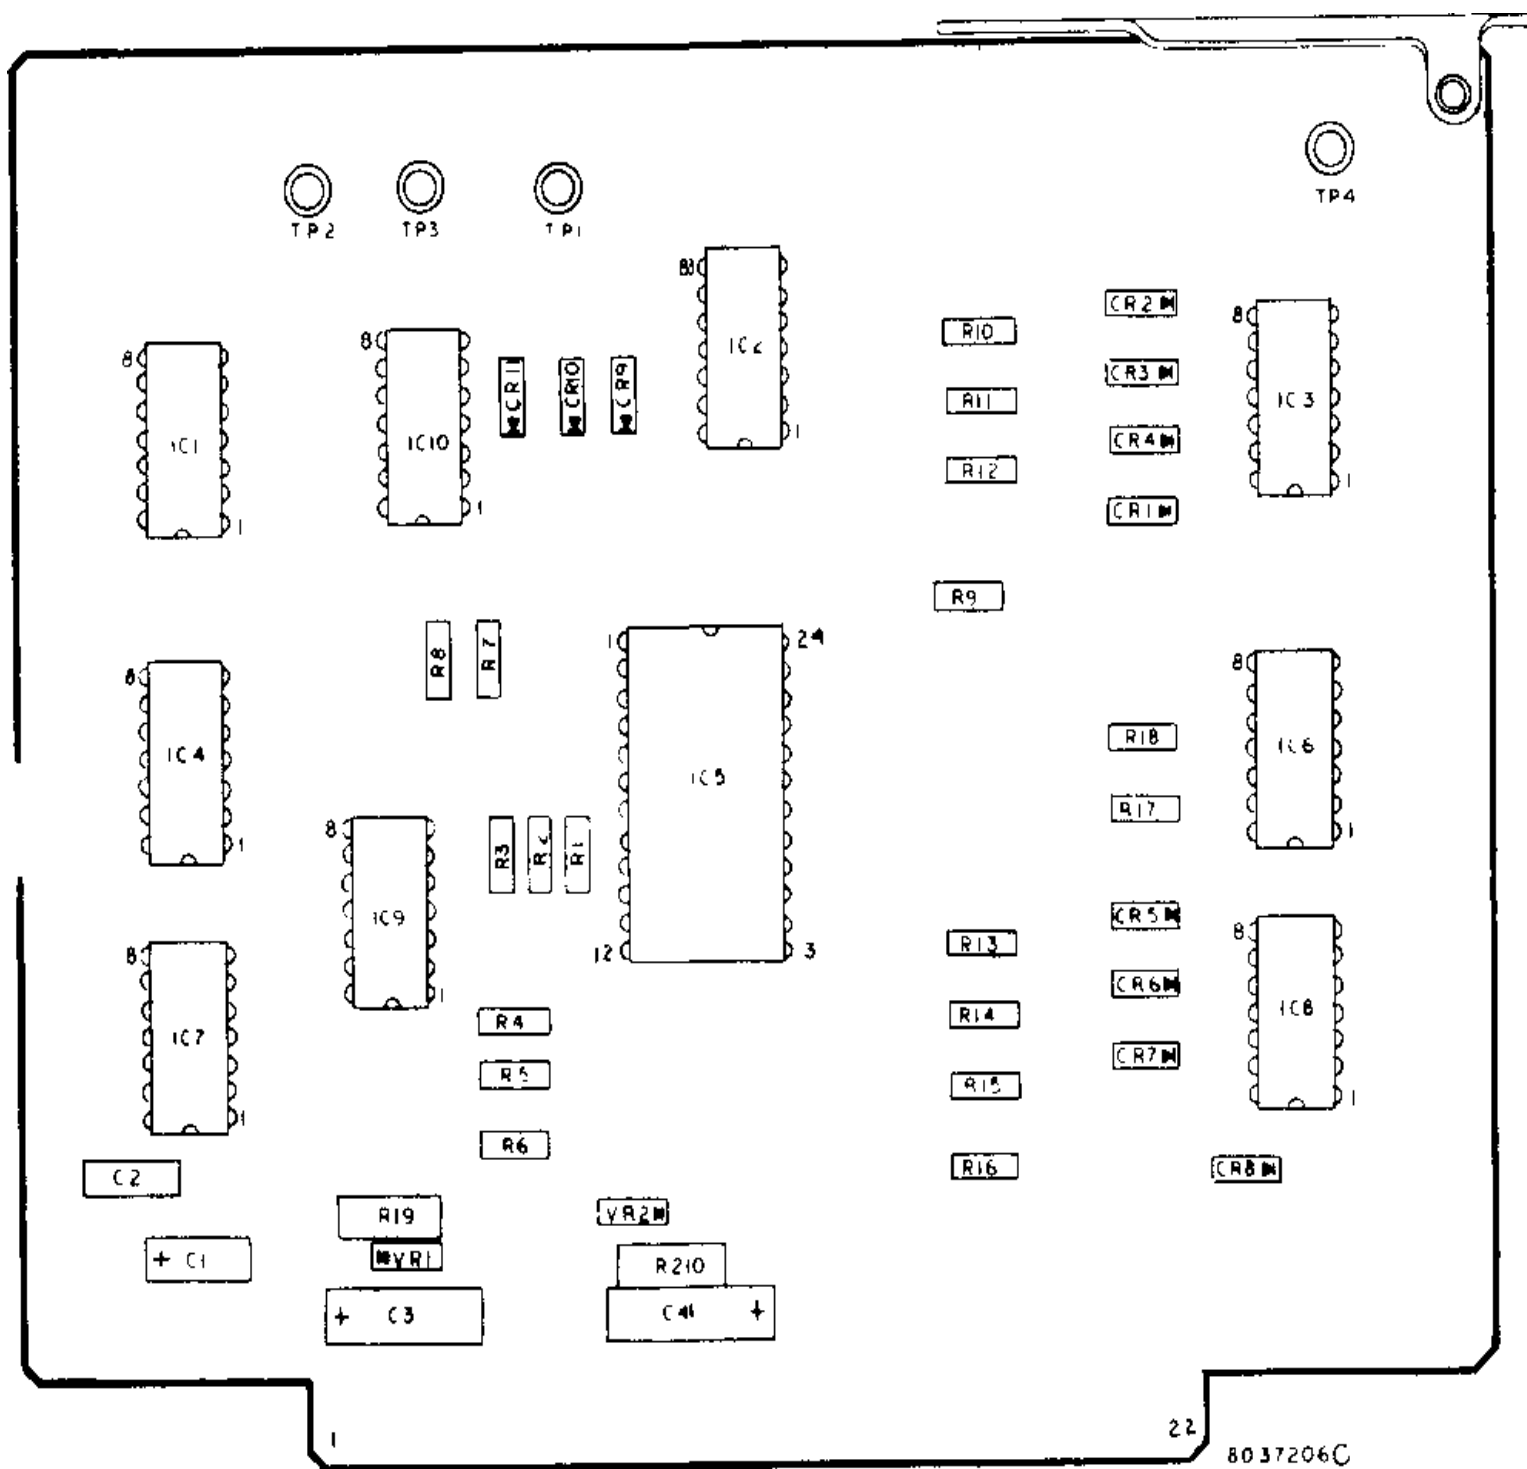 TP4
TP2 TP3 TP1
8 IC2 1
CR2
8 IC3 1
R10
8 IC10 1
8 IC1 1
CR11 CR10 CR9
CR3
R11
CR4
R12
CR1
R9
R8 R7
1 24
IC5
12 3
8 IC6 1
8 IC4 1
R18
R17
8 IC9 1
R3 R2 R1
CR5
8 IC8 1
R13
8 IC7 1
CR6
R4
R14
CR7
R5
R15
R6
R16
CR8
C2
R19
VR2
C1
VR1
R210
C3
+
+
+
1
22
8037206C